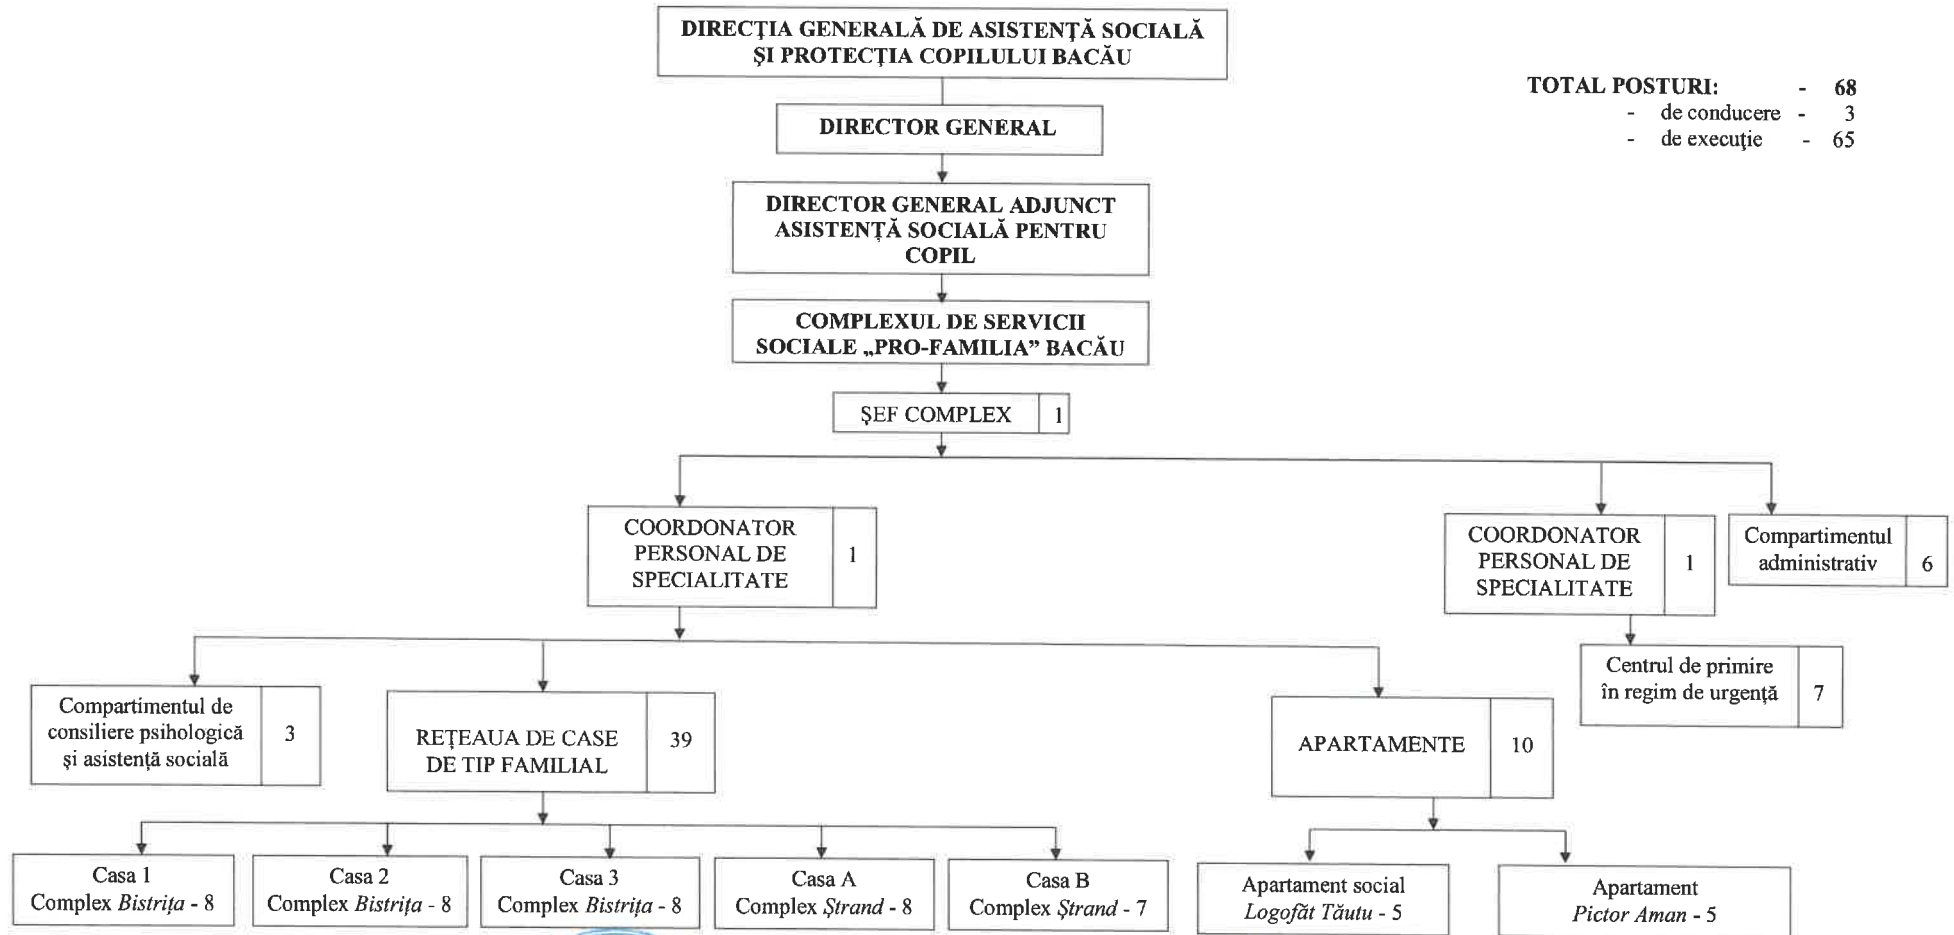 DIRECŢIA GENERALĂ DE ASISTENŢĂ SOCIALĂ
ŞI PROTECŢIA COPILULUI BACĂU
TOTAL POSTURI: - 68
- de conducere - 3
- de execuţie - 65
DIRECTOR GENERAL
DIRECTOR GENERAL ADJUNCT
ASISTENŢĂ SOCIALĂ PENTRU
COPIL
COMPLEXUL DE SERVICII
SOCIALE „PRO-FAMILIA” BACĂU
ŞEF COMPLEX 1
COORDONATOR
PERSONAL DE
SPECIALITATE
1
COORDONATOR
PERSONAL DE
SPECIALITATE
1
Compartimentul
administrativ
6
Centrul de primire
în regim de urgenţă
7
Compartimentul de
consiliere psihologică
şi asistenţă socială
3
REŢEAUA DE CASE
DE TIP FAMILIAL
39
APARTAMENTE 10
Casa 1
Complex Bistriţa - 8
Casa 2
Complex Bistriţa - 8
Casa 3
Complex Bistriţa - 8
Casa A
Complex Ştrand - 8
Casa B
Complex Ştrand - 7
Apartament social
Logofăt Tăutu - 5
Apartament
Pictor Aman - 5